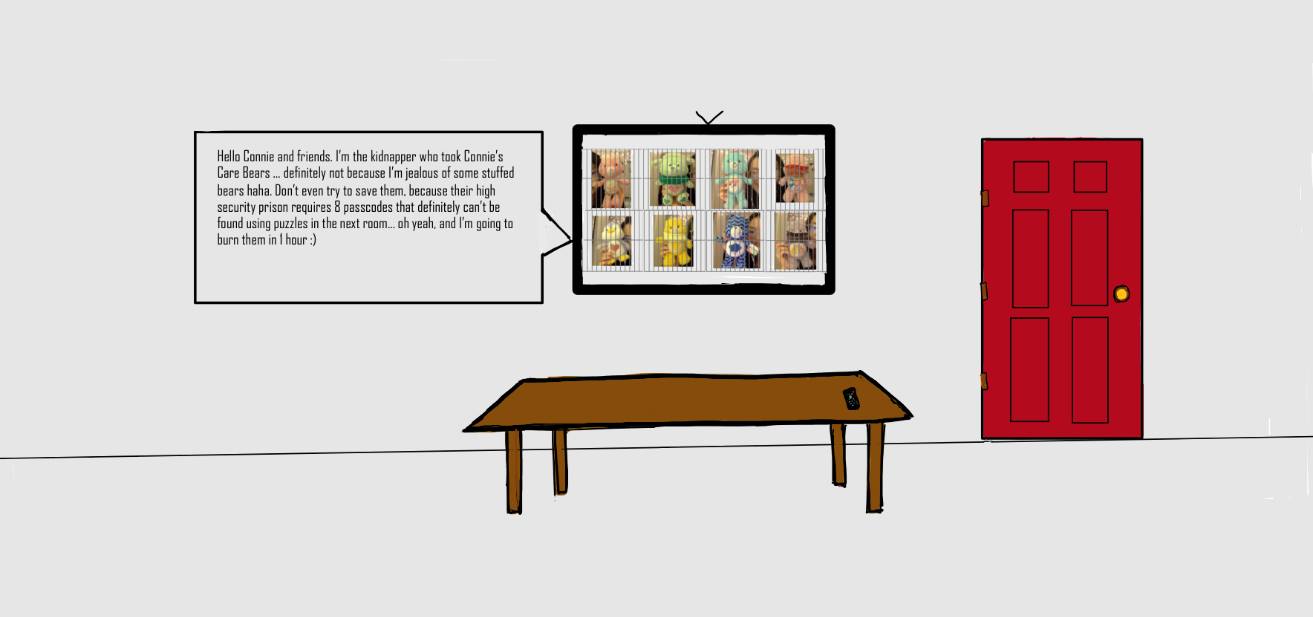 Hello Connie and friends. I'm the kidnapper who took Connie's
Care Bears ... definitely not because I'm jealous of some stuffed
bears haha. Don't even try to save them, because their high
security prison requires 8 passcodes that definitely can't be
found using puzzles in the next room... oh yeah, and I'm going to
burn them in 1 hour :)